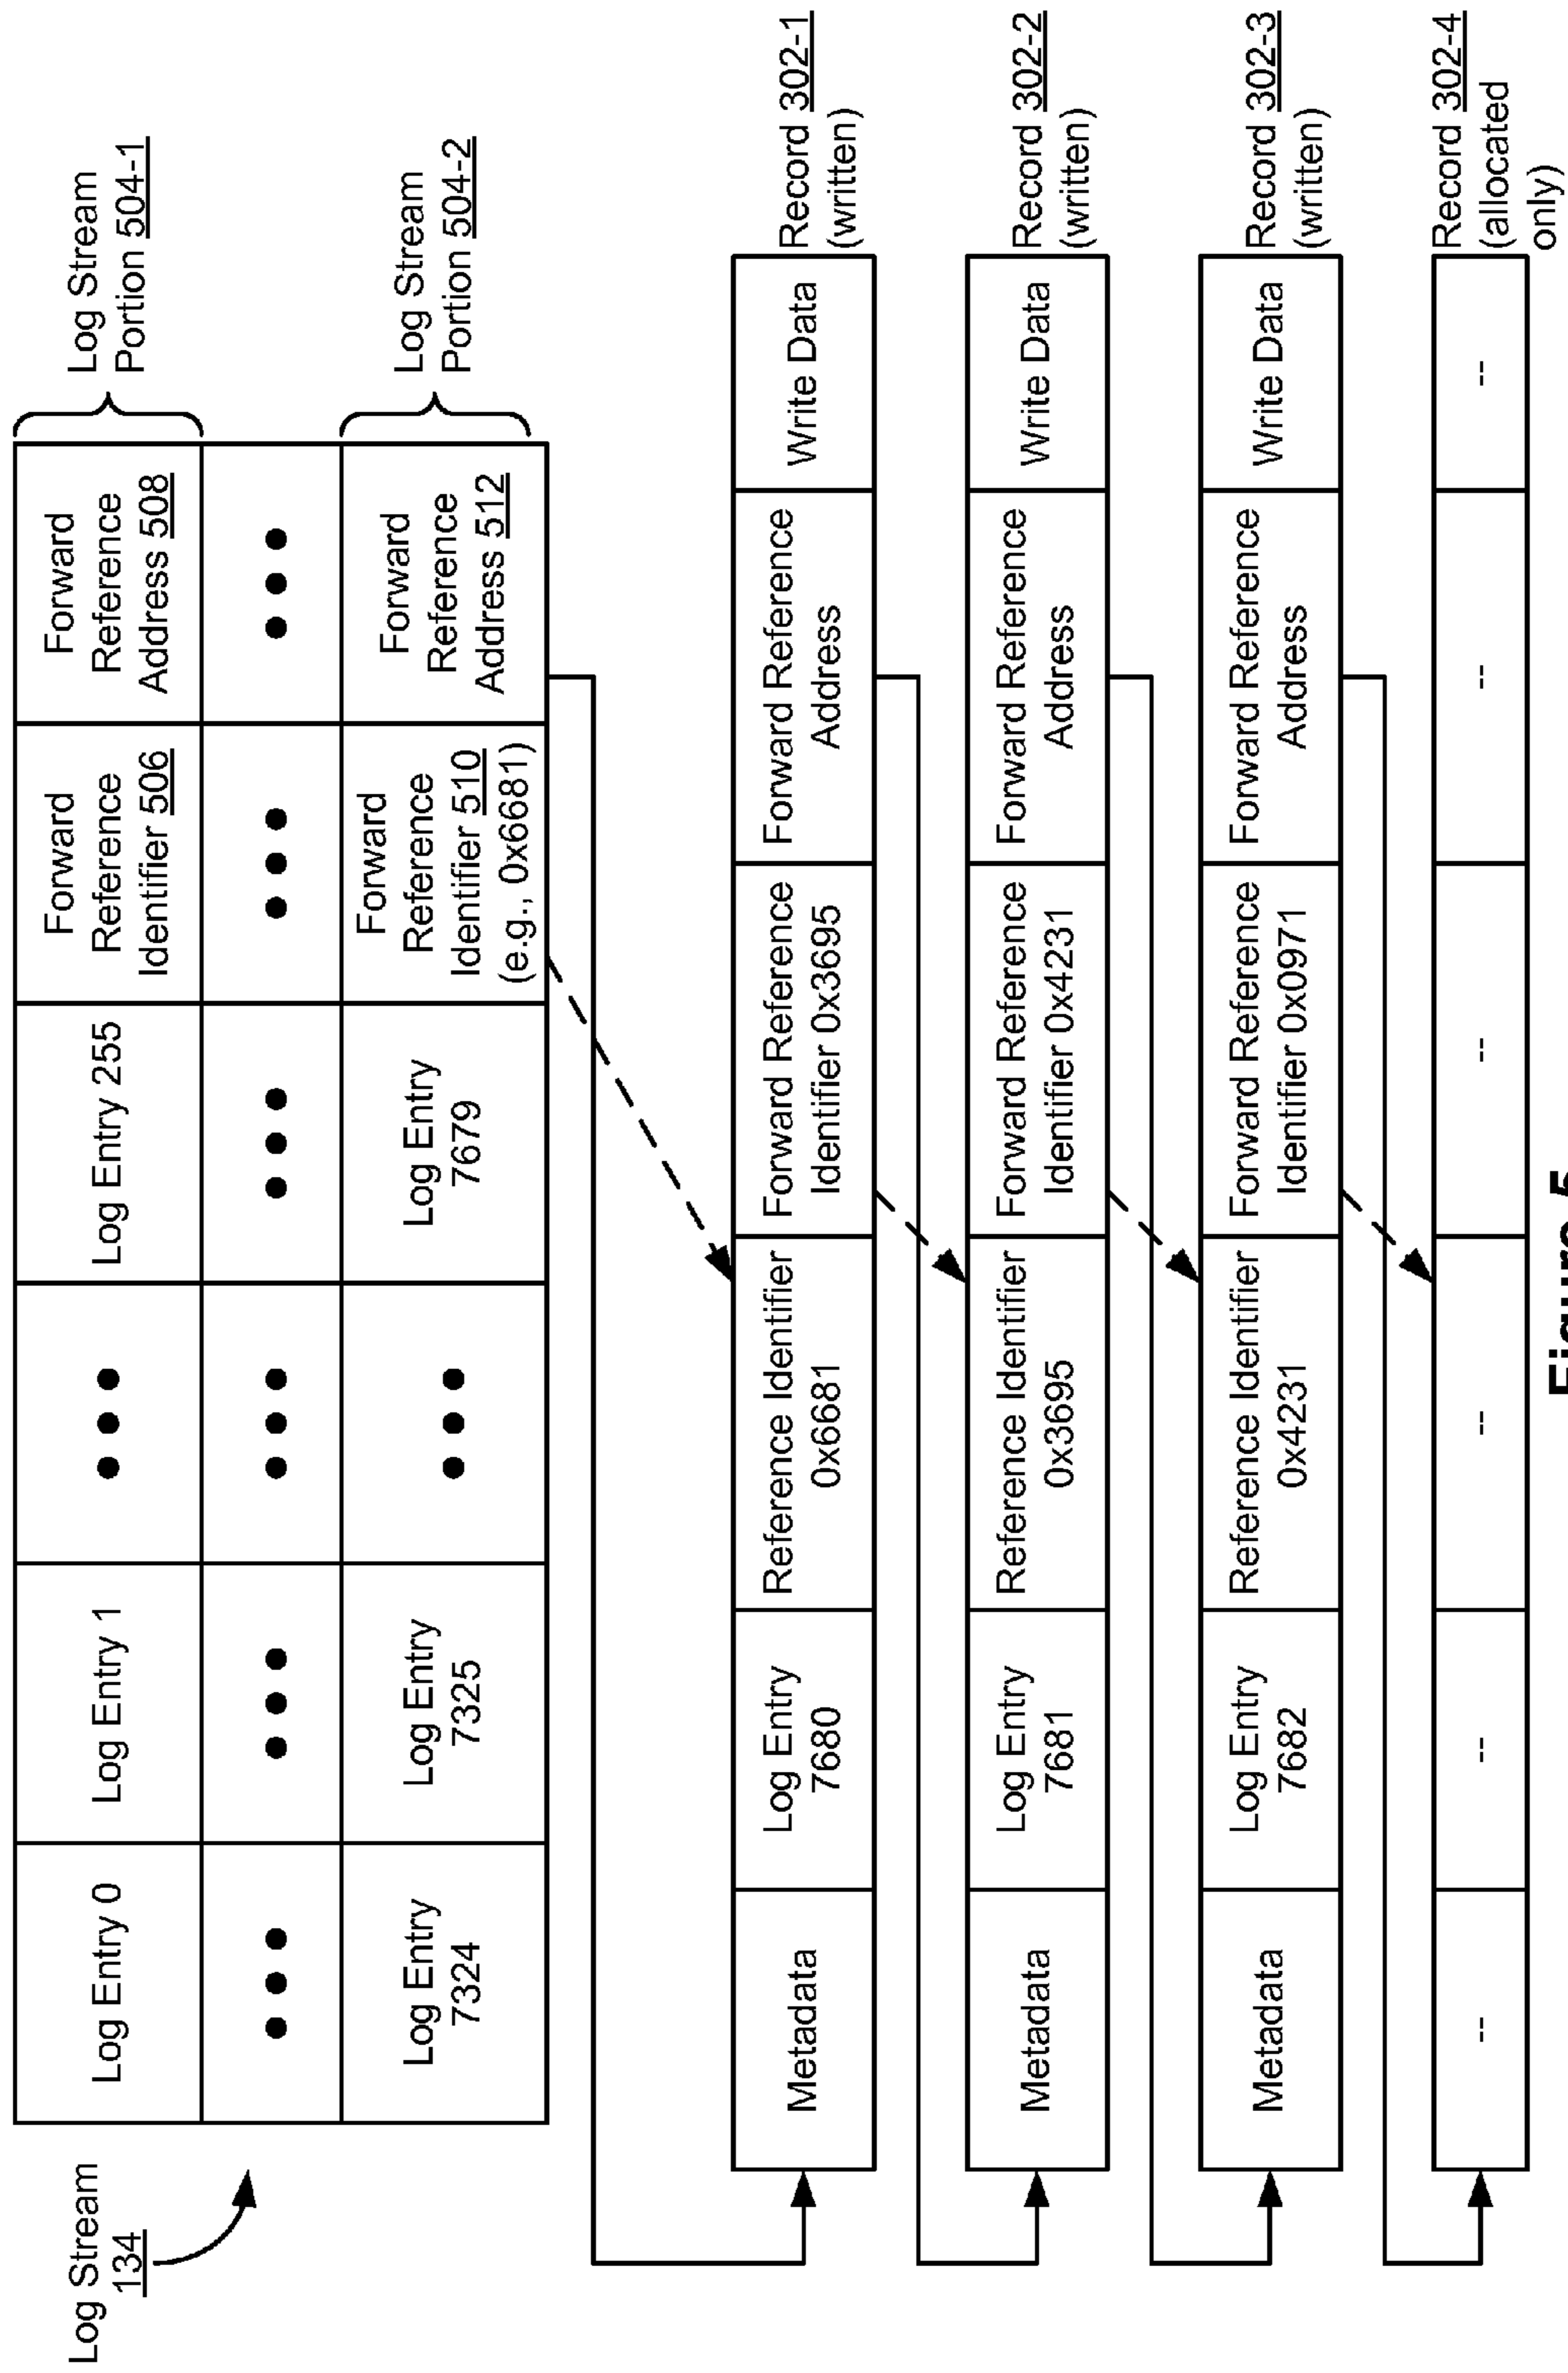 Log Stream
134
Log Entry 0
Log Entry 1
● ● ●
Log Entry 255
Forward
Reference
Identifier 506
Forward
Reference
Address 508
Log Stream
Portion 504-1
● ● ●
● ● ●
● ● ●
● ● ●
● ● ●
● ● ●
Log Entry
7324
Log Entry
7325
● ● ●
Log Entry
7679
Forward
Reference
Identifier 510
(e.g., 0x6681)
Forward
Reference
Address 512
Log Stream
Portion 504-2
Metadata
Log Entry
7680
Reference Identifier
0x6681
Forward Reference
Identifier 0x3695
Forward Reference
Address
Write Data
Record 302-1
(written)
Metadata
Log Entry
7681
Reference Identifier
0x3695
Forward Reference
Identifier 0x4231
Forward Reference
Address
Write Data
Record 302-2
(written)
Metadata
Log Entry
7682
Reference Identifier
0x4231
Forward Reference
Identifier 0x0971
Forward Reference
Address
Write Data
Record 302-3
(written)
--
--
--
--
--
--
Record 302-4
(allocated
only)
Figure 5